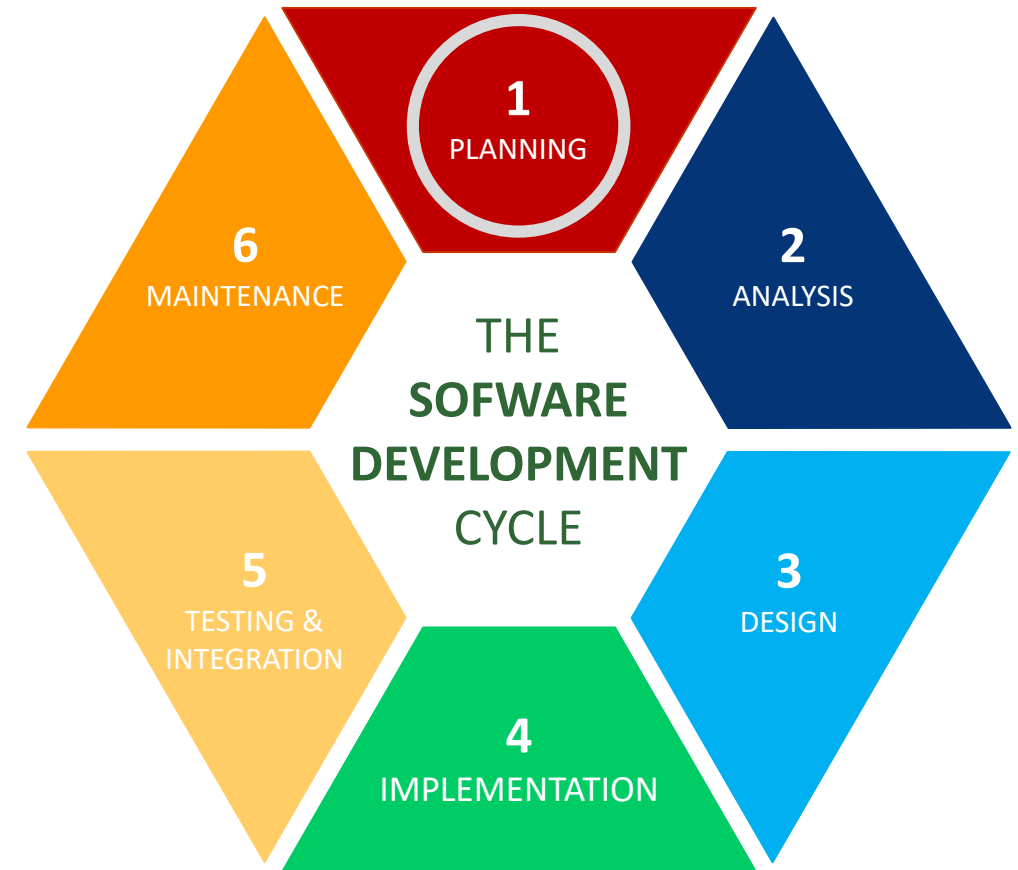 1
PLANNING
2
ANALYSIS
3
DESIGN
4
IMPLEMENTATION
5
TESTING &
INTEGRATION
6
MAINTENANCE
THE
SOFWARE
DEVELOPMENT
CYCLE